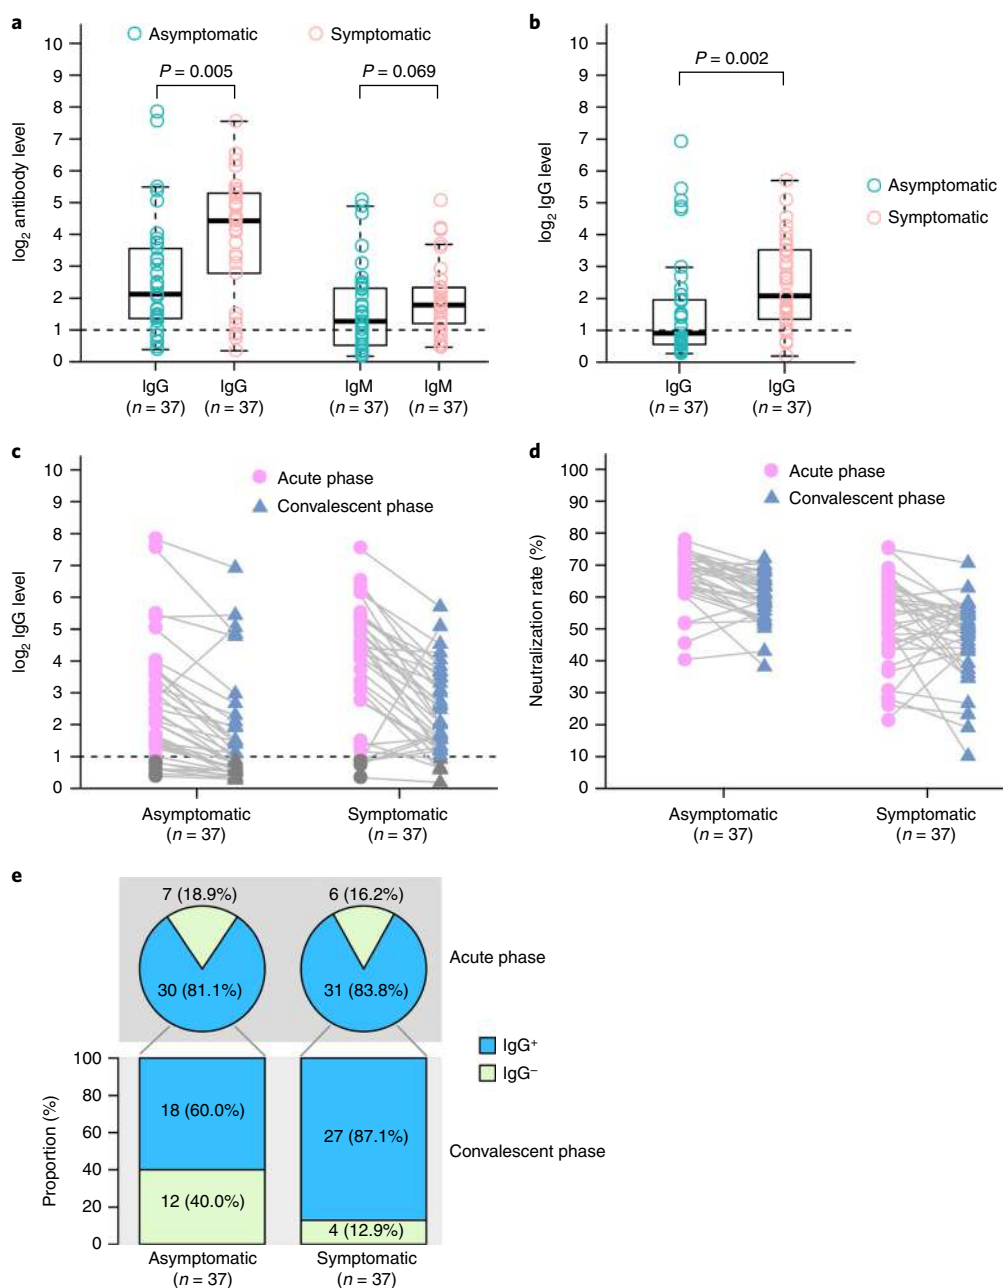 a
Asymptomatic
Symptomatic
P = 0.005
P = 0.069
log2 antibody level
10
9
8
7
6
5
4
3
2
1
0
IgG
(n = 37)
IgG
(n = 37)
IgM
(n = 37)
IgM
(n = 37)
b
P = 0.002
log2 IgG level
10
9
8
7
6
5
4
3
2
1
0
Asymptomatic
Symptomatic
IgG
(n = 37)
IgG
(n = 37)
c
Acute phase
Convalescent phase
log2 IgG level
10
9
8
7
6
5
4
3
2
1
0
Asymptomatic
(n = 37)
Symptomatic
(n = 37)
d
Acute phase
Convalescent phase
Neutralization rate (%)
100
90
80
70
60
50
40
30
20
10
0
Asymptomatic
(n = 37)
Symptomatic
(n = 37)
e
7 (18.9%)
6 (16.2%)
30 (81.1%)
31 (83.8%)
Acute phase
IgG+
IgG−
Proportion (%)
100
80
60
40
20
0
18 (60.0%)
27 (87.1%)
12 (40.0%)
4 (12.9%)
Convalescent phase
Asymptomatic
(n = 37)
Symptomatic
(n = 37)